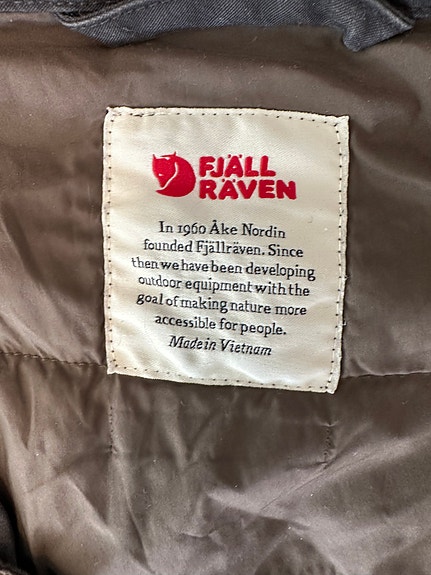 FJÄLL
RÄVEN
In 1960 Åke Nordin
founded Fjällräven. Since
then we have been developing
outdoor equipment with the
goal of making nature more
accessible for people.
Made in Vietnam